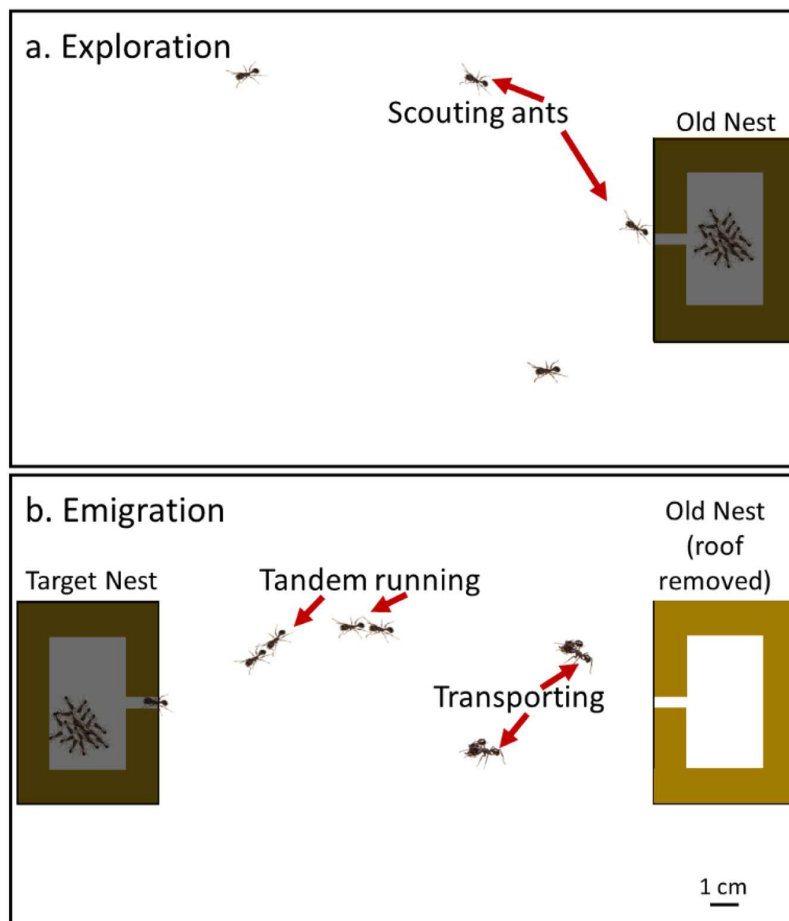 a. Exploration
Scouting ants
Old Nest
b. Emigration
Old Nest
(roof
removed)
Target Nest
Tandem running
Transporting
1 cm